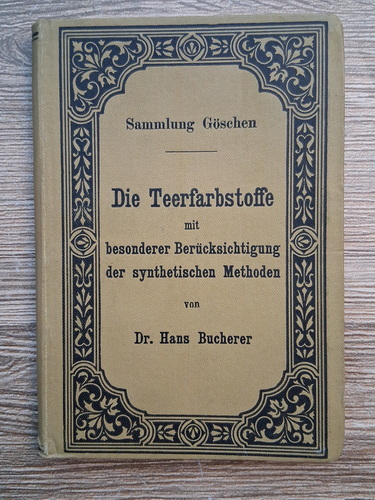 Sammlung Göschen
Die Teerfarbstoffe
mit
besonderer Berücksichtigung
der synthetischen Methoden
von
Dr. Hans Bucherer